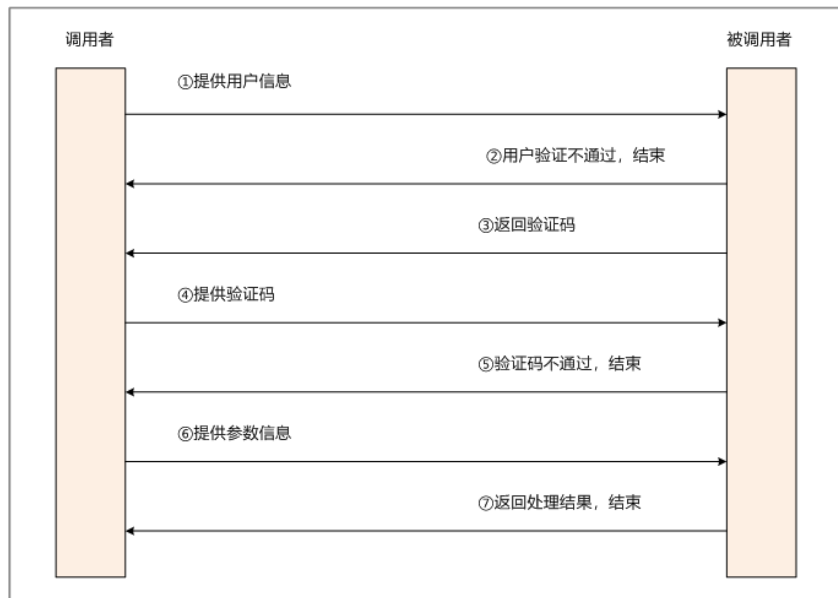 调用者
被调用者
①提供用户信息
②用户验证不通过，结束
③返回验证码
④提供验证码
⑤验证码不通过，结束
⑥提供参数信息
⑦返回处理结果，结束